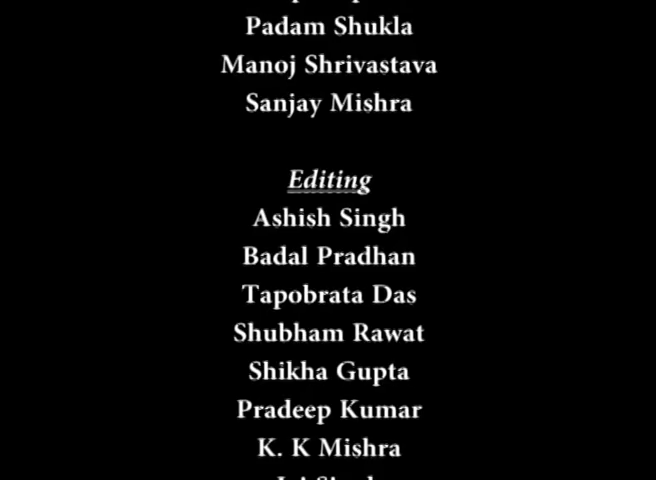 Padam Shukla
Manoj Shrivastava
Sanjay Mishra
Editing
Ashish Singh
Badal Pradhan
Tapobrata Das
Shubham Rawat
Shikha Gupta
Pradeep Kumar
K. K Mishra